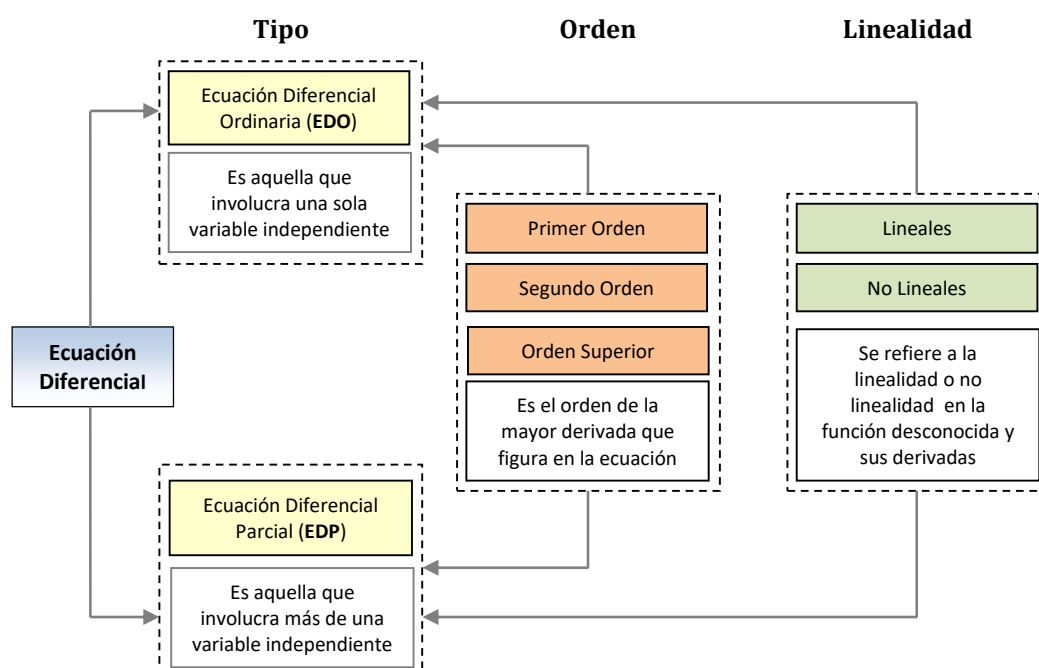 Tipo
Orden
Linealidad
Ecuación Diferencial
Ordinaria (EDO)
Es aquella que
involucra una sola
variable independiente
Primer Orden
Segundo Orden
Orden Superior
Es el orden de la
mayor derivada que
figura en la ecuación
Lineales
No Lineales
Se refiere a la
linealidad o no
linealidad en la
función desconocida y
sus derivadas
Ecuación
Diferencial
Ecuación Diferencial
Parcial (EDP)
Es aquella que
involucra más de una
variable independiente